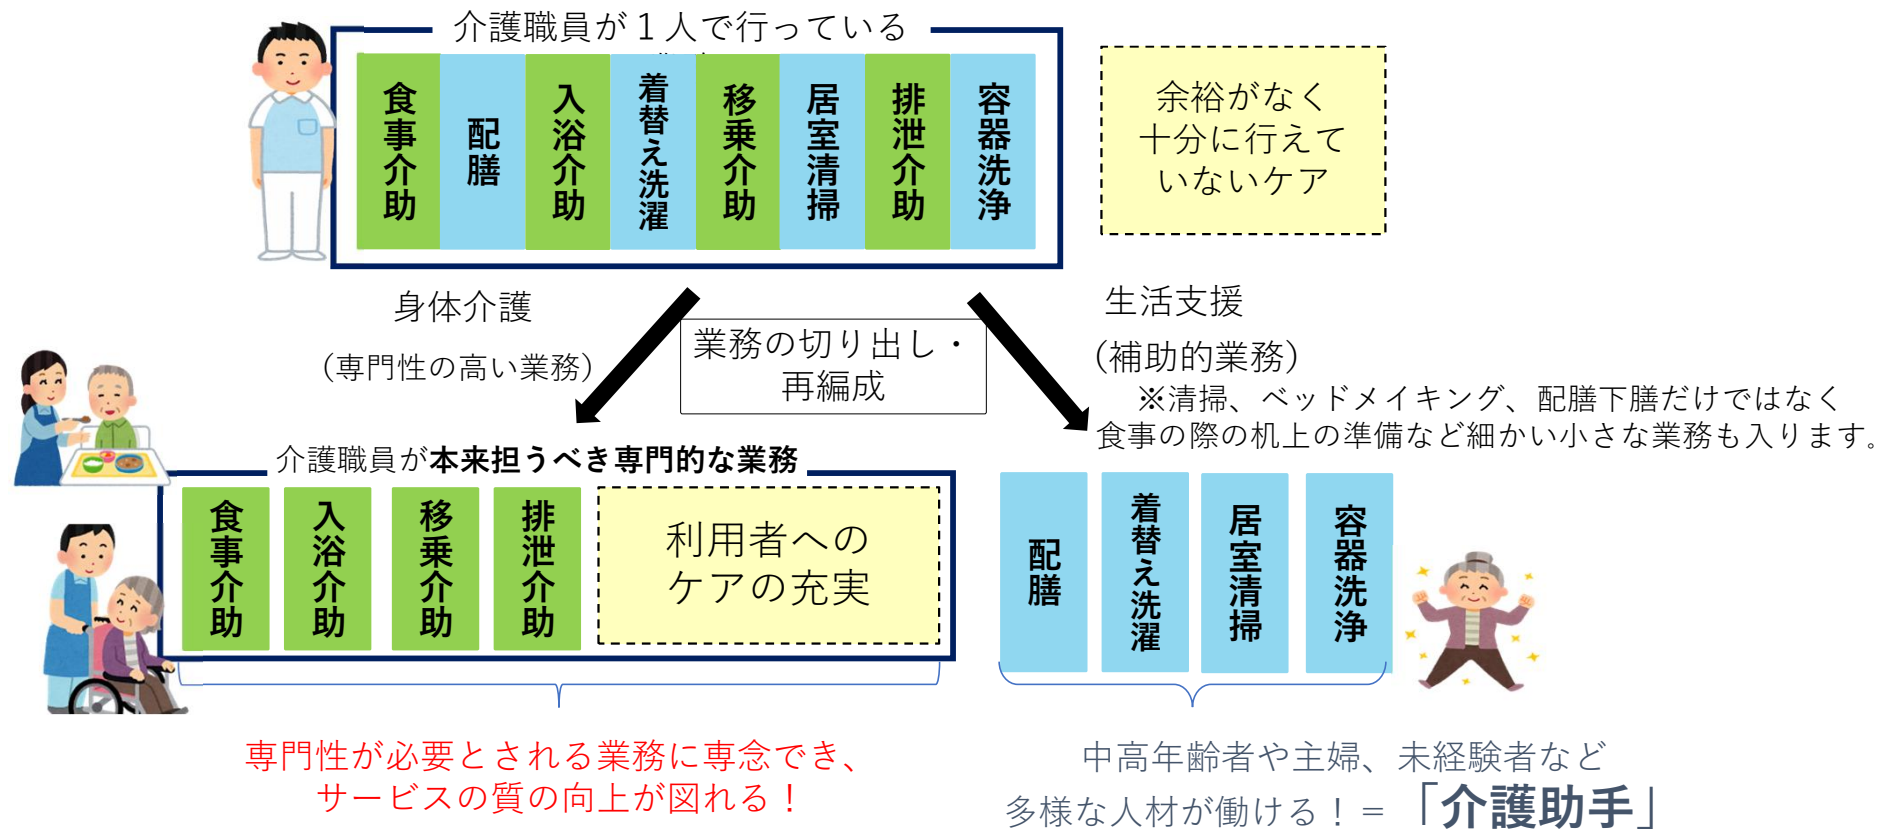 介護職員が１人で行っている
食事介助
配膳
入浴介助
着替え洗濯
移乗介助
居室清掃
排泄介助
容器洗浄
余裕がなく
十分に行えて
いないケア
身体介護
(専門性の高い業務)
業務の切り出し・
再編成
生活支援
(補助的業務)
※清掃、ベッドメイキング、配膳下膳だけではなく
食事の際の机上の準備など細かい小さな業務も入ります。
介護職員が本来担うべき専門的な業務
食事介助
入浴介助
移乗介助
排泄介助
利用者への
ケアの充実
配膳
着替え洗濯
居室清掃
容器洗浄
専門性が必要とされる業務に専念でき、
サービスの質の向上が図れる！
中高年齢者や主婦、未経験者など
多様な人材が働ける！＝「介護助手」